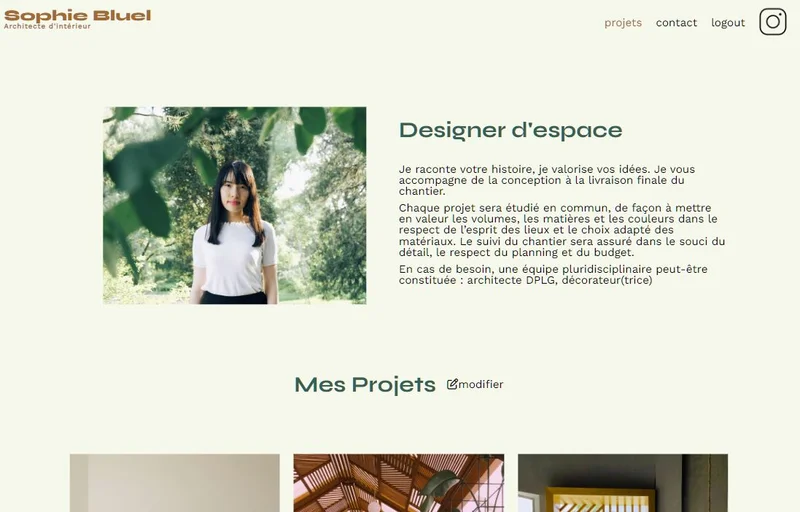 Sophie Bluel
Architecte d'intérieur
projets contact logout
Designer d'espace
Je raconte votre histoire, je valorise vos idées. Je vous
accompagne de la conception à la livraison finale du
chantier.
Chaque projet sera étudié en commun, de façon à mettre
en valeur les volumes, les matières et les couleurs dans le
respect de l'esprit des lieux et le choix adapté des
matériaux. Le suivi du chantier sera assuré dans le souci du
détail, le respect du planning et du budget.
En cas de besoin, une équipe pluridisciplinaire peut-être
constituée : architecte DPLG, décorateur(trice)
Mes Projets modifier